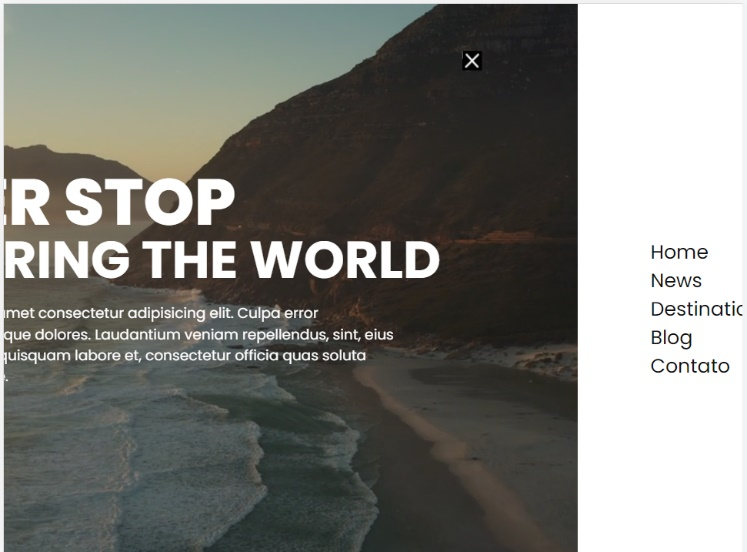 ER STOP
RING THE WORLD
amet consectetur adipisicing elit. Culpa error
que dolores. Laudantium veniam repellendus, sint, eius
quisquam labore et, consectetur officia quas soluta
Home
News
Destinatio
Blog
Contato